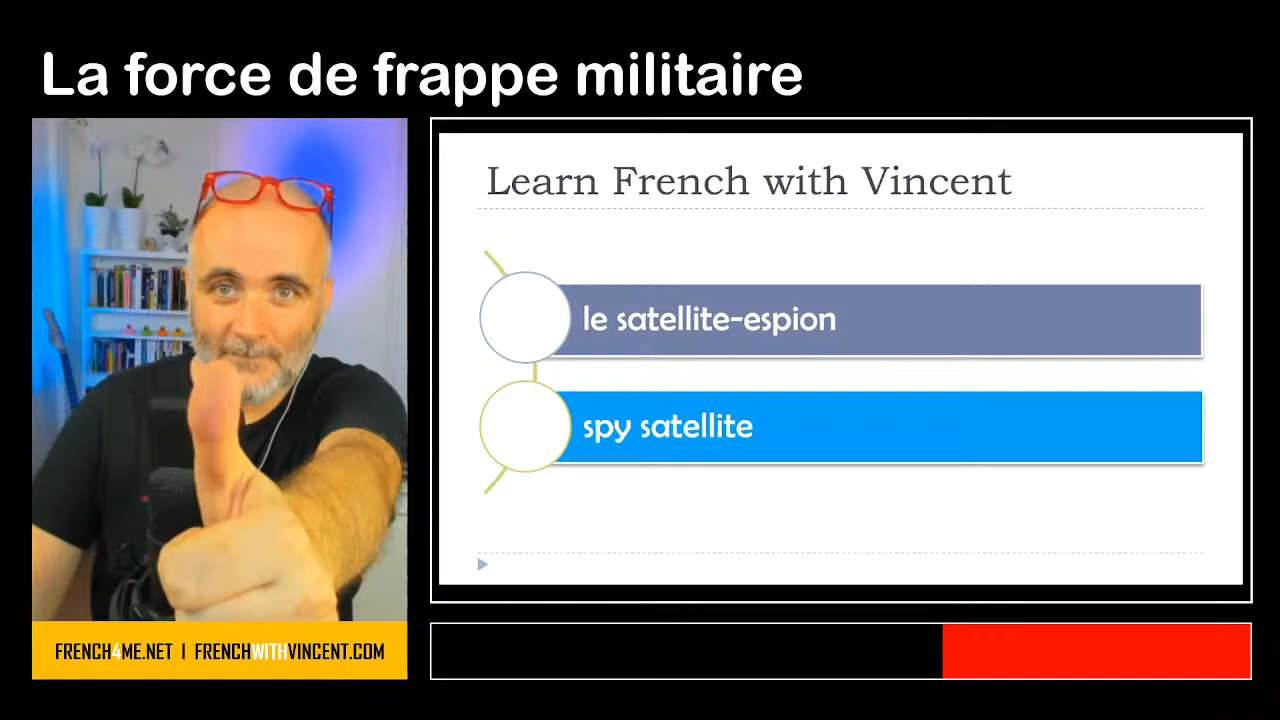 La force de frappe militaire
Learn French with Vincent
le satellite-espion
spy satellite
FRENCH4ME.NET I FRENCHWITHVINCENT.COM